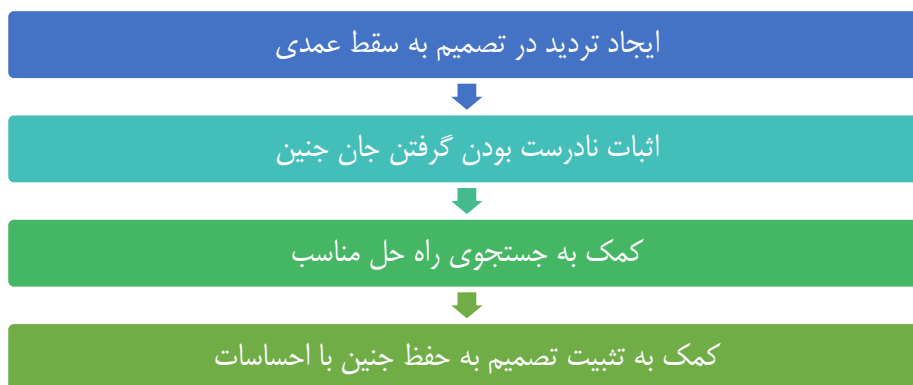 ایجاد تردید در تصمیم به سقط عمدی
اثبات نادرست بودن گرفتن جان جنین
کمک به جستجوی راه حل مناسب
کمک به تثبیت تصمیم به حفظ جنین با احساسات